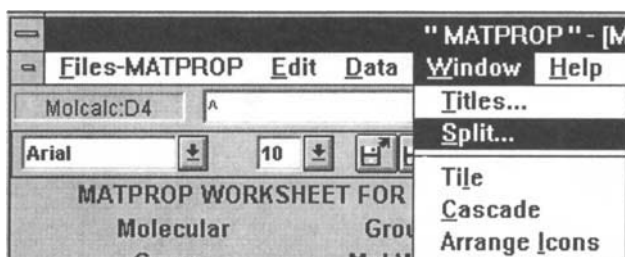 " MATPROP " - [M
Files-MATPROP Edit Data Window Help
Molcalc:D4 ^ Titles...
Split...
Arial 10
Tile
MATPROP WORKSHEET FOR
Cascade
Molecular Grou
Arrange Icons